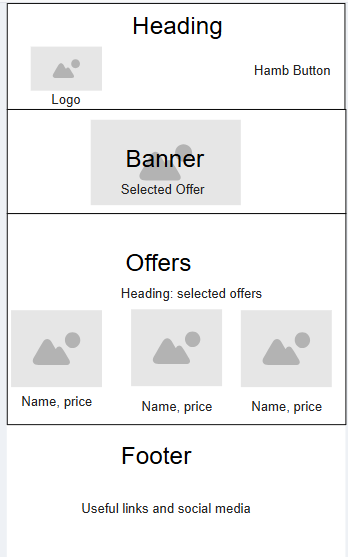 Heading
Hamb Button
Logo
Banner
Selected Offer
Offers
Heading: selected offers
Name, price
Name, price
Name, price
Footer
Useful links and social media